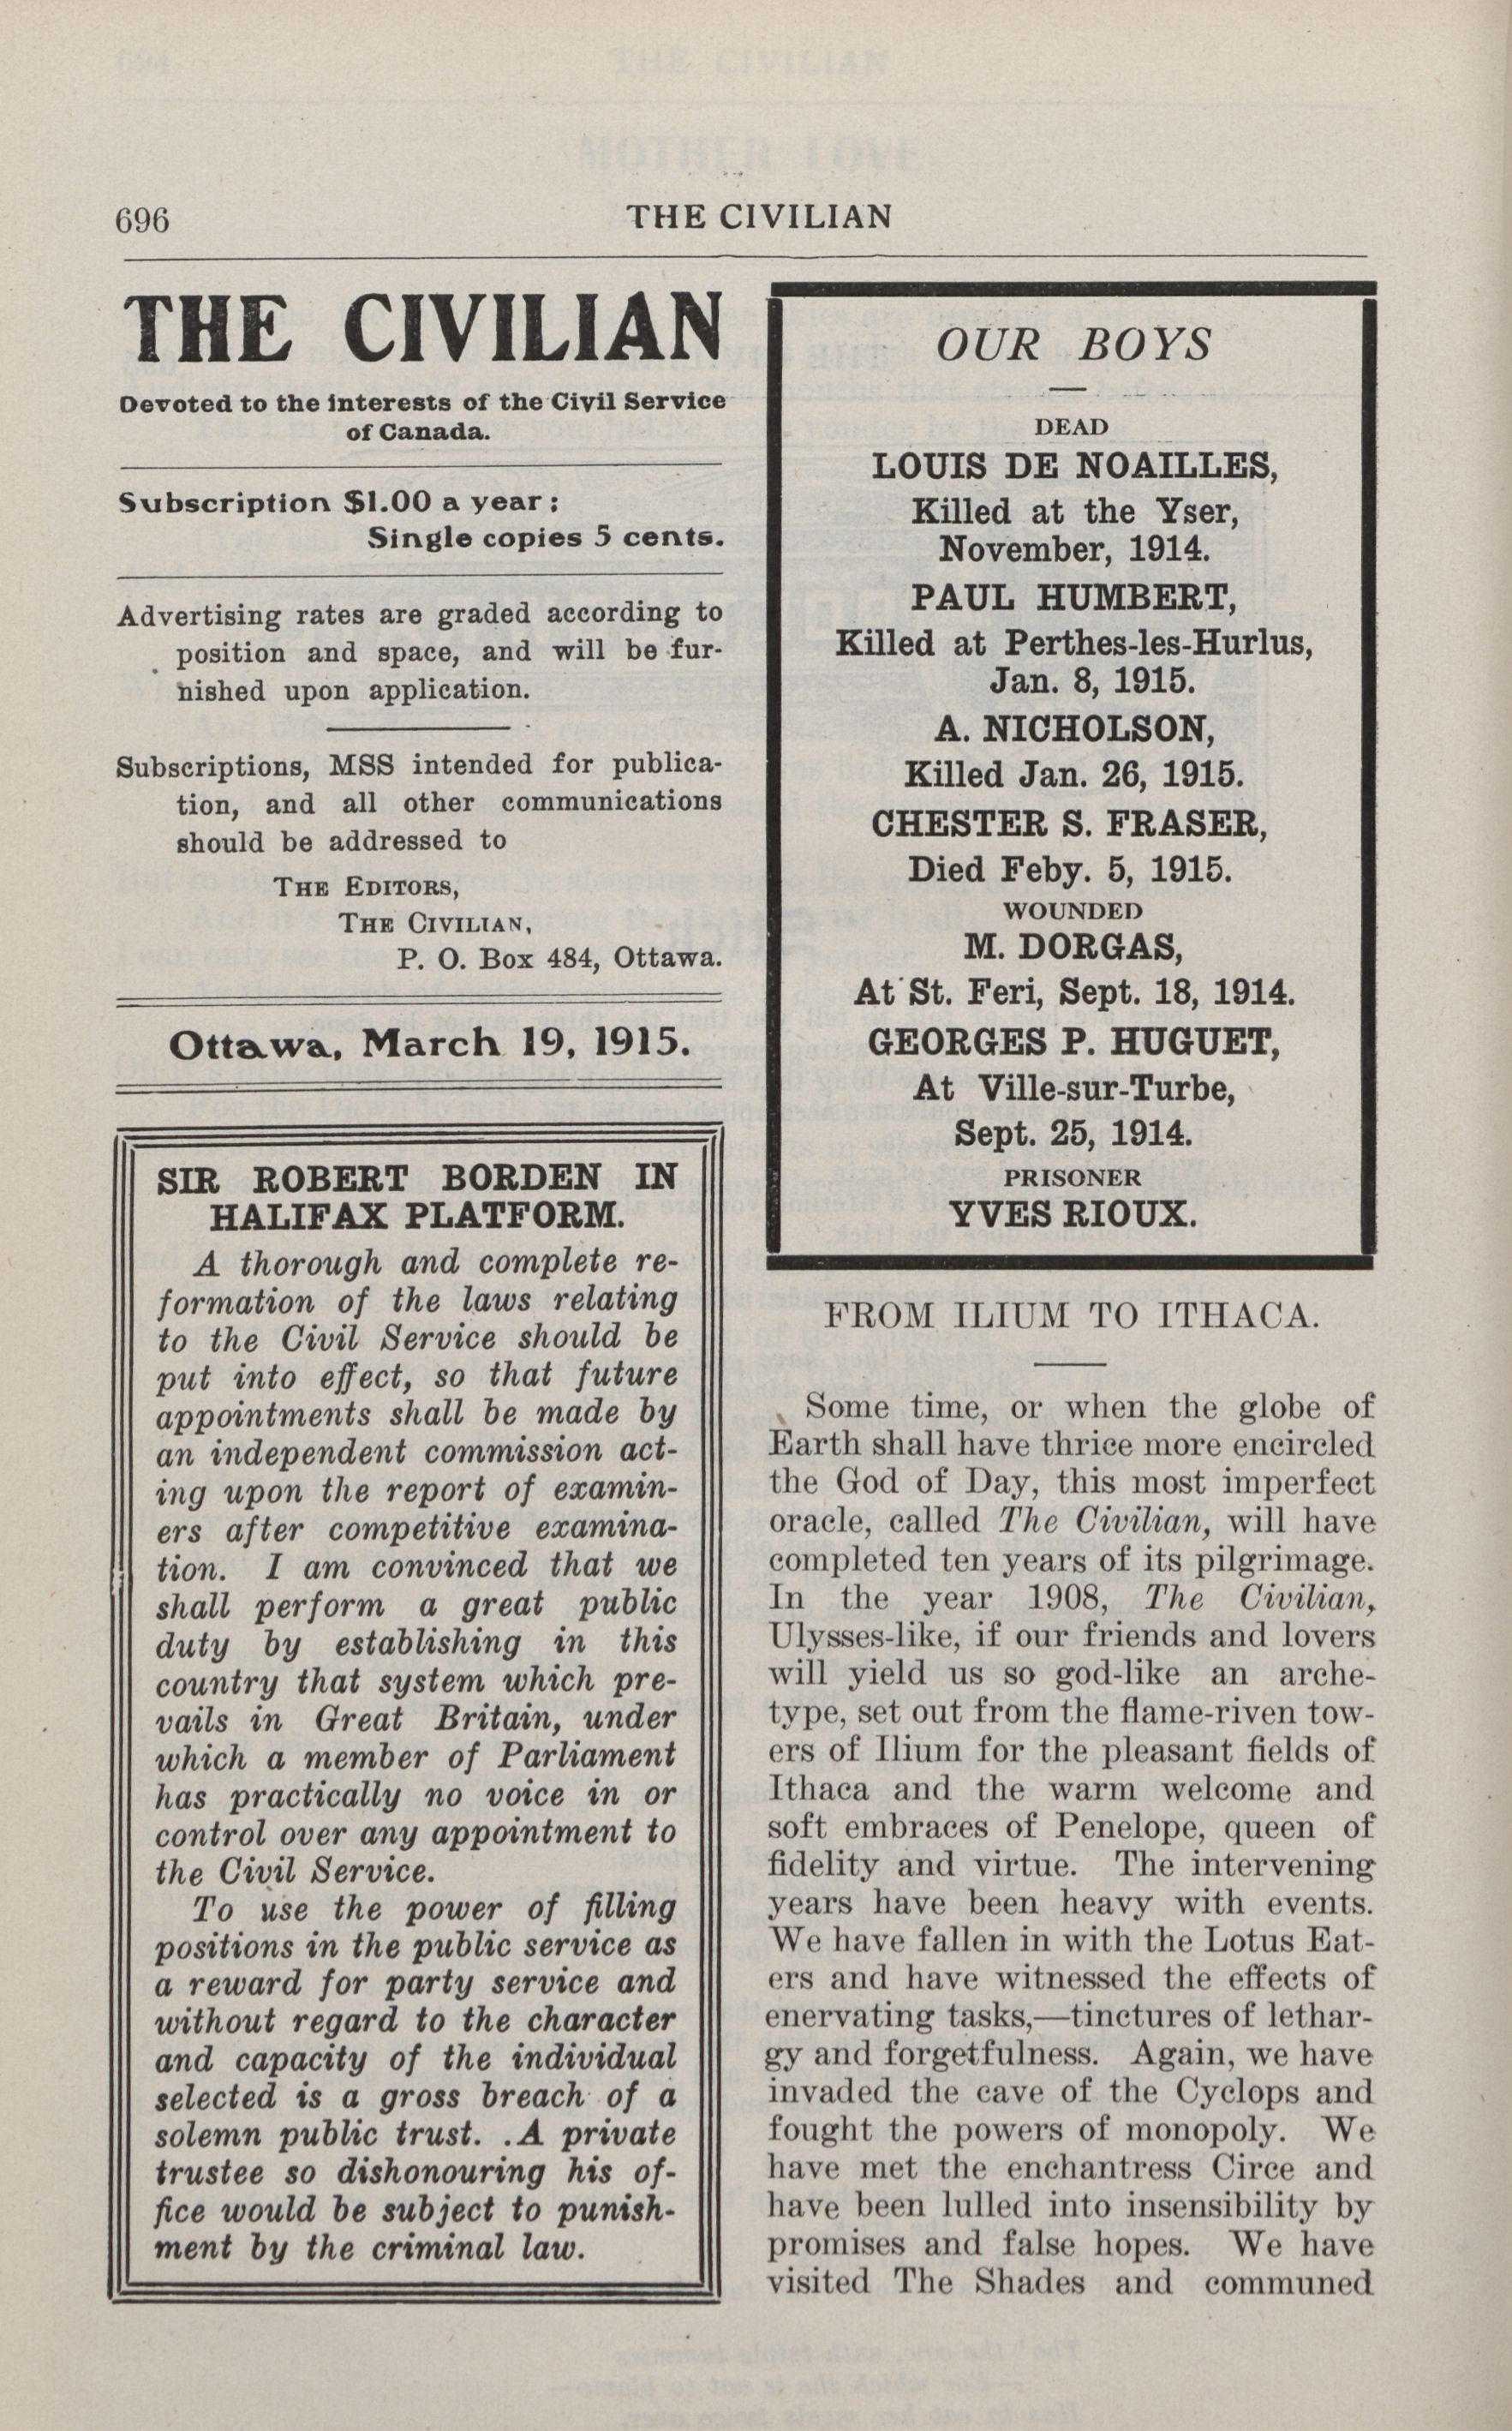 696
THE CIVILIAN
THE CIVILIAN
Devoted to the interests of the Civil Service
of Canada.
Subscription $1.00 a year;
Single copies 5 cents.
Advertising rates are graded according to
position and space, and will be fur-
nished upon application.
Subscriptions, MSS intended for publica-
tion, and all other communications
should be addressed to
THE EDITORS,
THE CIVILIAN,
P. O. Box 484, Ottawa.
Ottawa, March 19, 1915.
SIR ROBERT BORDEN IN
HALIFAX PLATFORM.
A thorough and complete re-
formation of the laws relating
to the Civil Service should be
put into effect, so that future
appointments shall be made by
an independent commission act-
ing upon the report of examin-
ers after competitive examina-
tion. I am convinced that we
shall perform a great public
duty by establishing in this
country that system which pre-
vails in Great Britain, under
which a member of Parliament
has practically no voice in or
control over any appointment to
the Civil Service.
To use the power of filling
positions in the public service as
a reward for party service and
without regard to the character
and capacity of the individual
selected is a gross breach of a
solemn public trust. .A private
trustee so dishonouring his of-
fice would be subject to punish-
ment by the criminal law.
OUR BOYS
DEAD
LOUIS DE NOAILLES,
Killed at the Yser,
November, 1914.
PAUL HUMBERT,
Killed at Perthes-les-Hurlus,
Jan. 8, 1915.
A. NICHOLSON,
Killed Jan. 26, 1915.
CHESTER S. FRASER,
Died Feby. 5, 1915.
WOUNDED
M. DORGAS,
At St. Feri, Sept. 18, 1914.
GEORGES P. HUGUET,
At Ville-sur-Turbe,
Sept. 25, 1914.
PRISONER
YVES RIOUX.
FROM ILIUM TO ITHACA.
Some time, or when the globe of
Earth shall have thrice more encircled
the God of Day, this most imperfect
oracle, called The Civilian, will have
completed ten years of its pilgrimage.
In the year 1908, The Civilian,
Ulysses-like, if our friends and lovers
will yield us so god-like an arche-
type, set out from the flame-riven tow-
ers of Ilium for the pleasant fields of
Ithaca and the warm welcome and
soft embraces of Penelope, queen of
fidelity and virtue. The intervening
years have been heavy with events.
We have fallen in with the Lotus Eat-
ers and have witnessed the effects of
enervating tasks,—tinctures of lethar-
gy and forgetfulness. Again, we have
invaded the cave of the Cyclops and
fought the powers of monopoly. We
have met the enchantress Circe and
have been lulled into insensibility by
promises and false hopes. We have
visited The Shades and communed